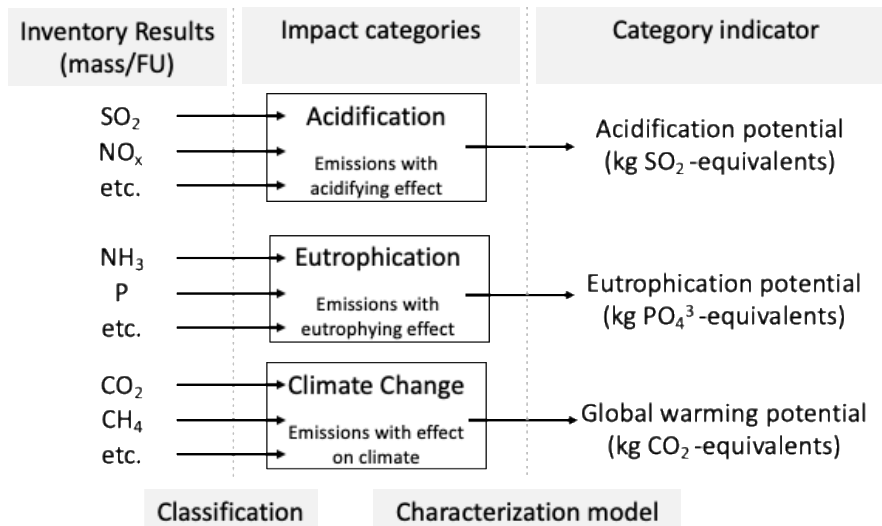 Inventory Results
(mass/FU)
Impact categories
Category indicator
SO₂
NOₓ
etc.
Acidification
Emissions with
acidifying effect
Acidification potential
(kg SO₂ -equivalents)
NH₃
P
etc.
Eutrophication
Emissions with
eutrophying effect
Eutrophication potential
(kg PO₄³ -equivalents)
CO₂
CH₄
etc.
Climate Change
Emissions with effect
on climate
Global warming potential
(kg CO₂ -equivalents)
Classification
Characterization model